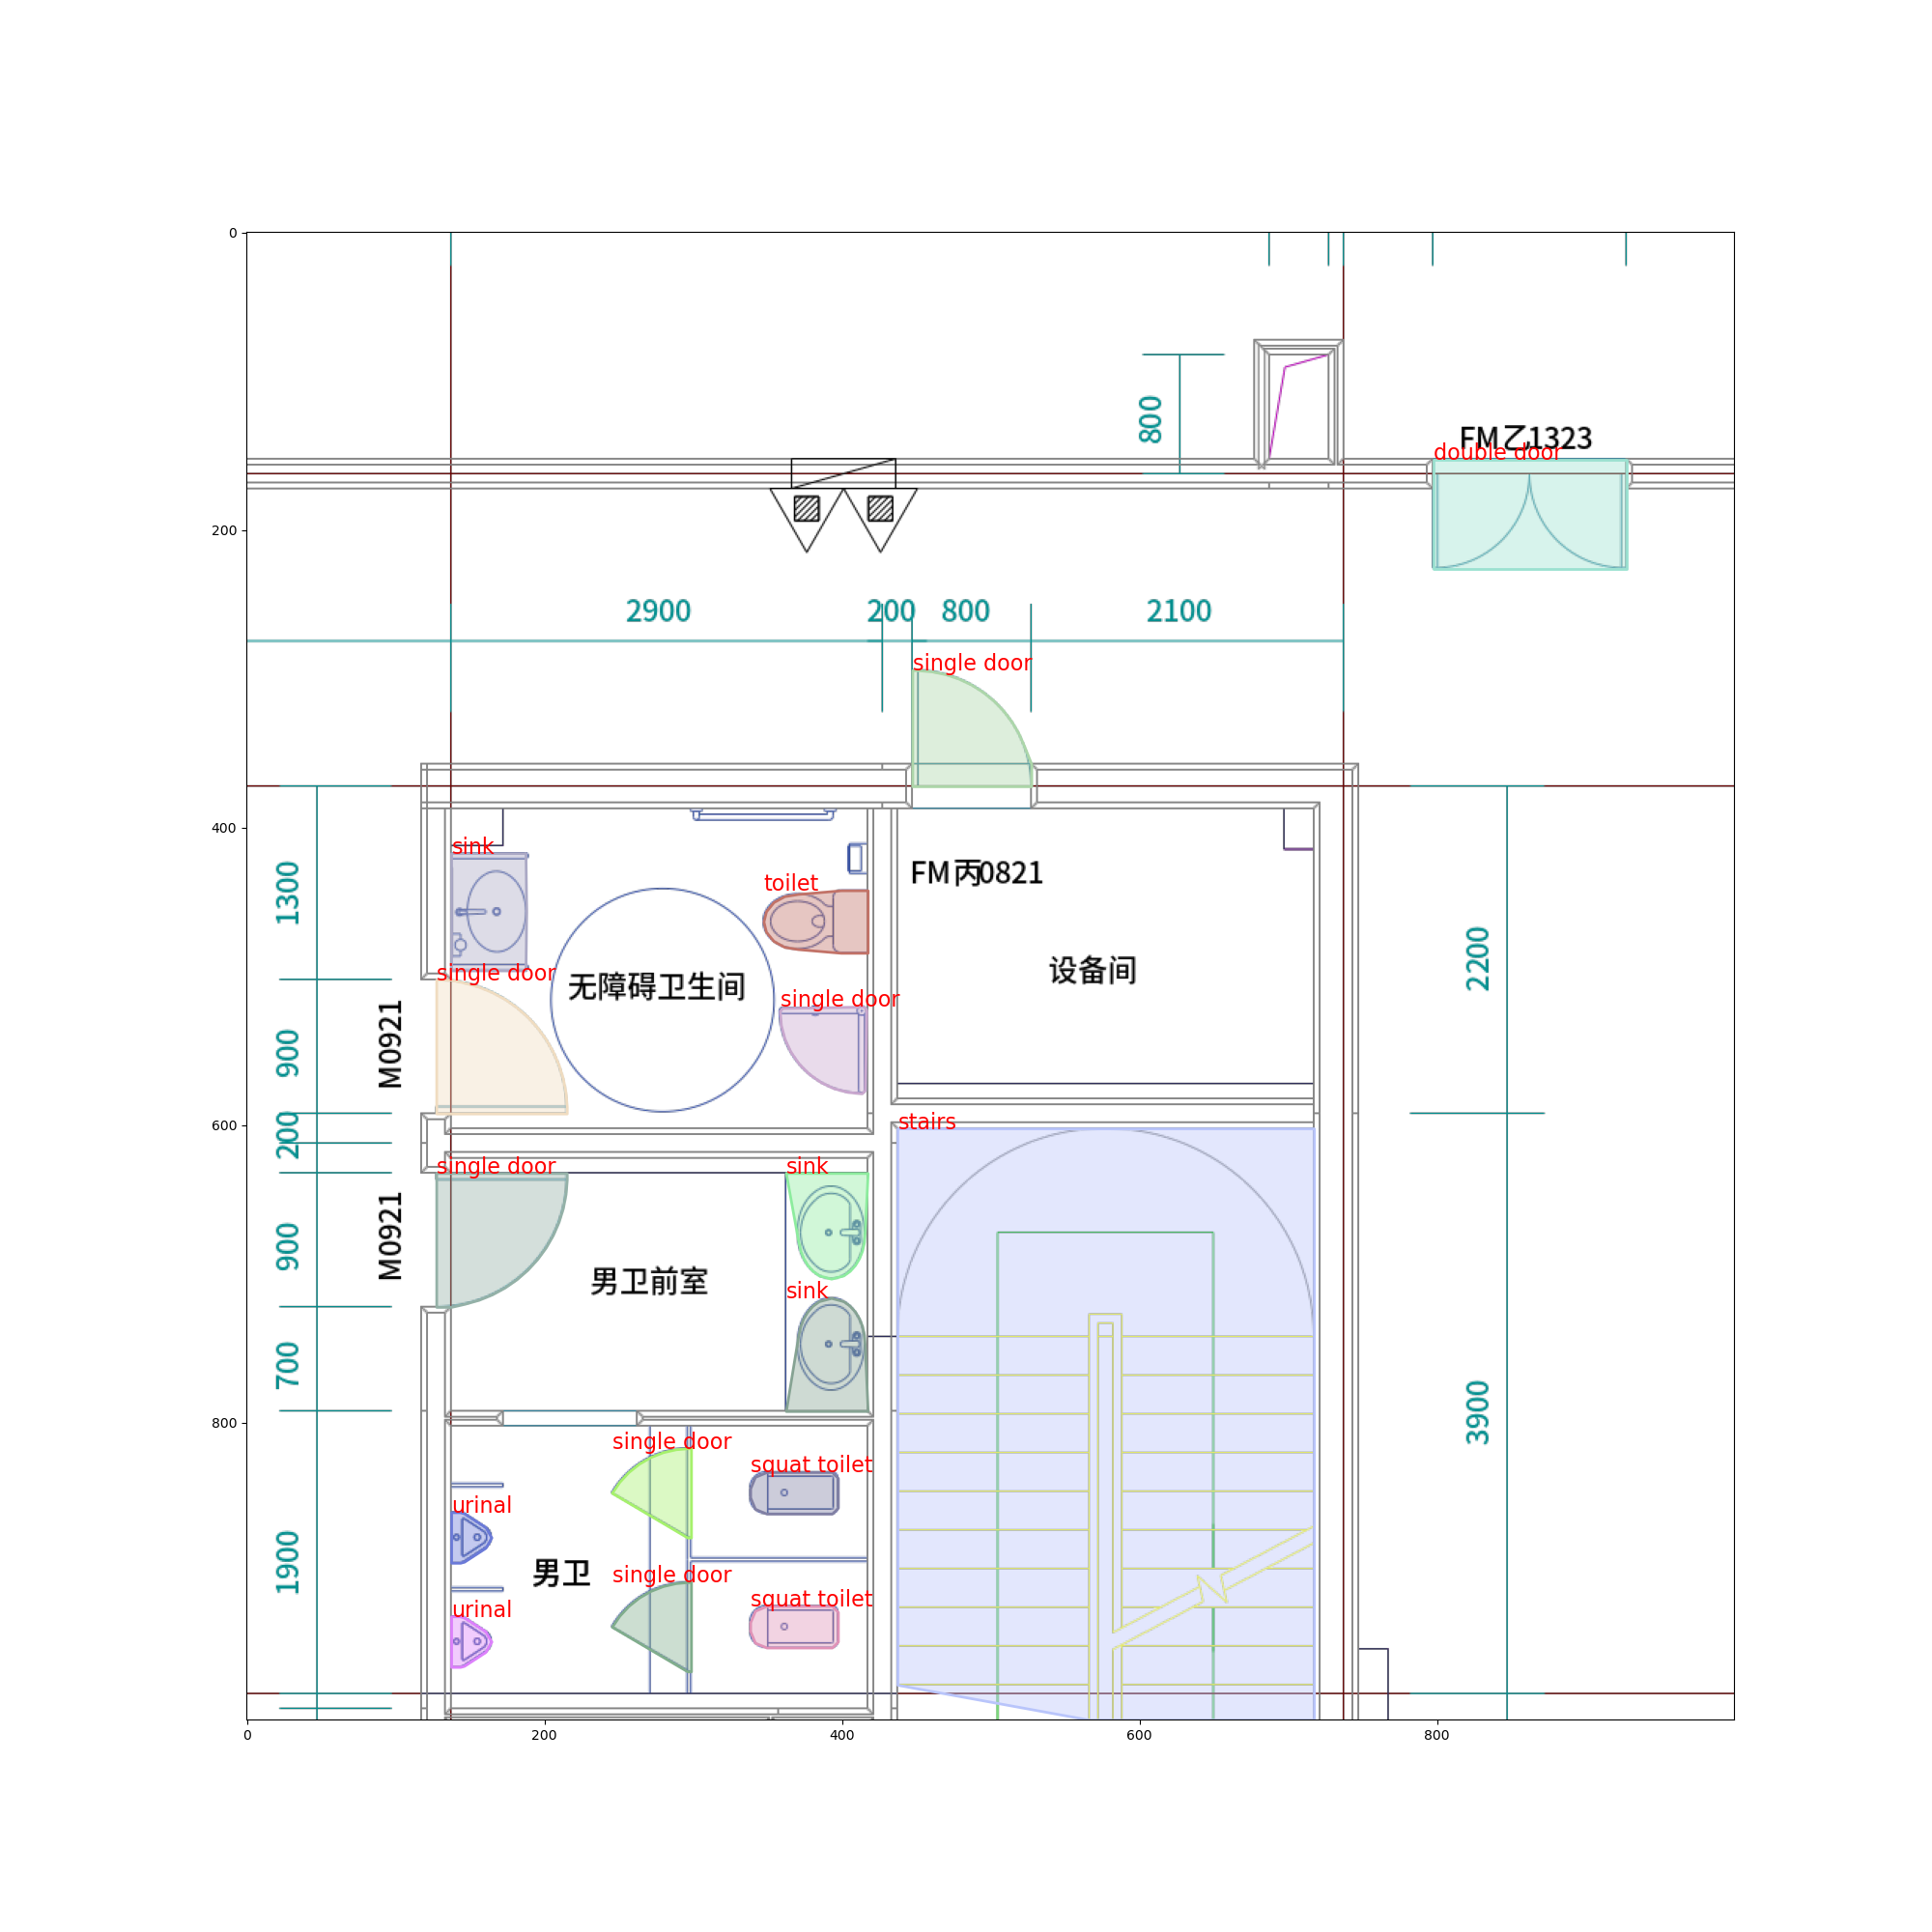 0
800
FM乙1323
double door
200
2900
200
800
2100
single door
400
sink
toilet
FM丙0821
1300
2200
single door
无障碍卫生间
设备间
single door
M0921
900
600
200
stairs
single door
sink
M0921
900
男卫前室
sink
700
3900
800
single door
squat toilet
urinal
1900
男卫
single door
squat toilet
urinal
0
200
400
600
800